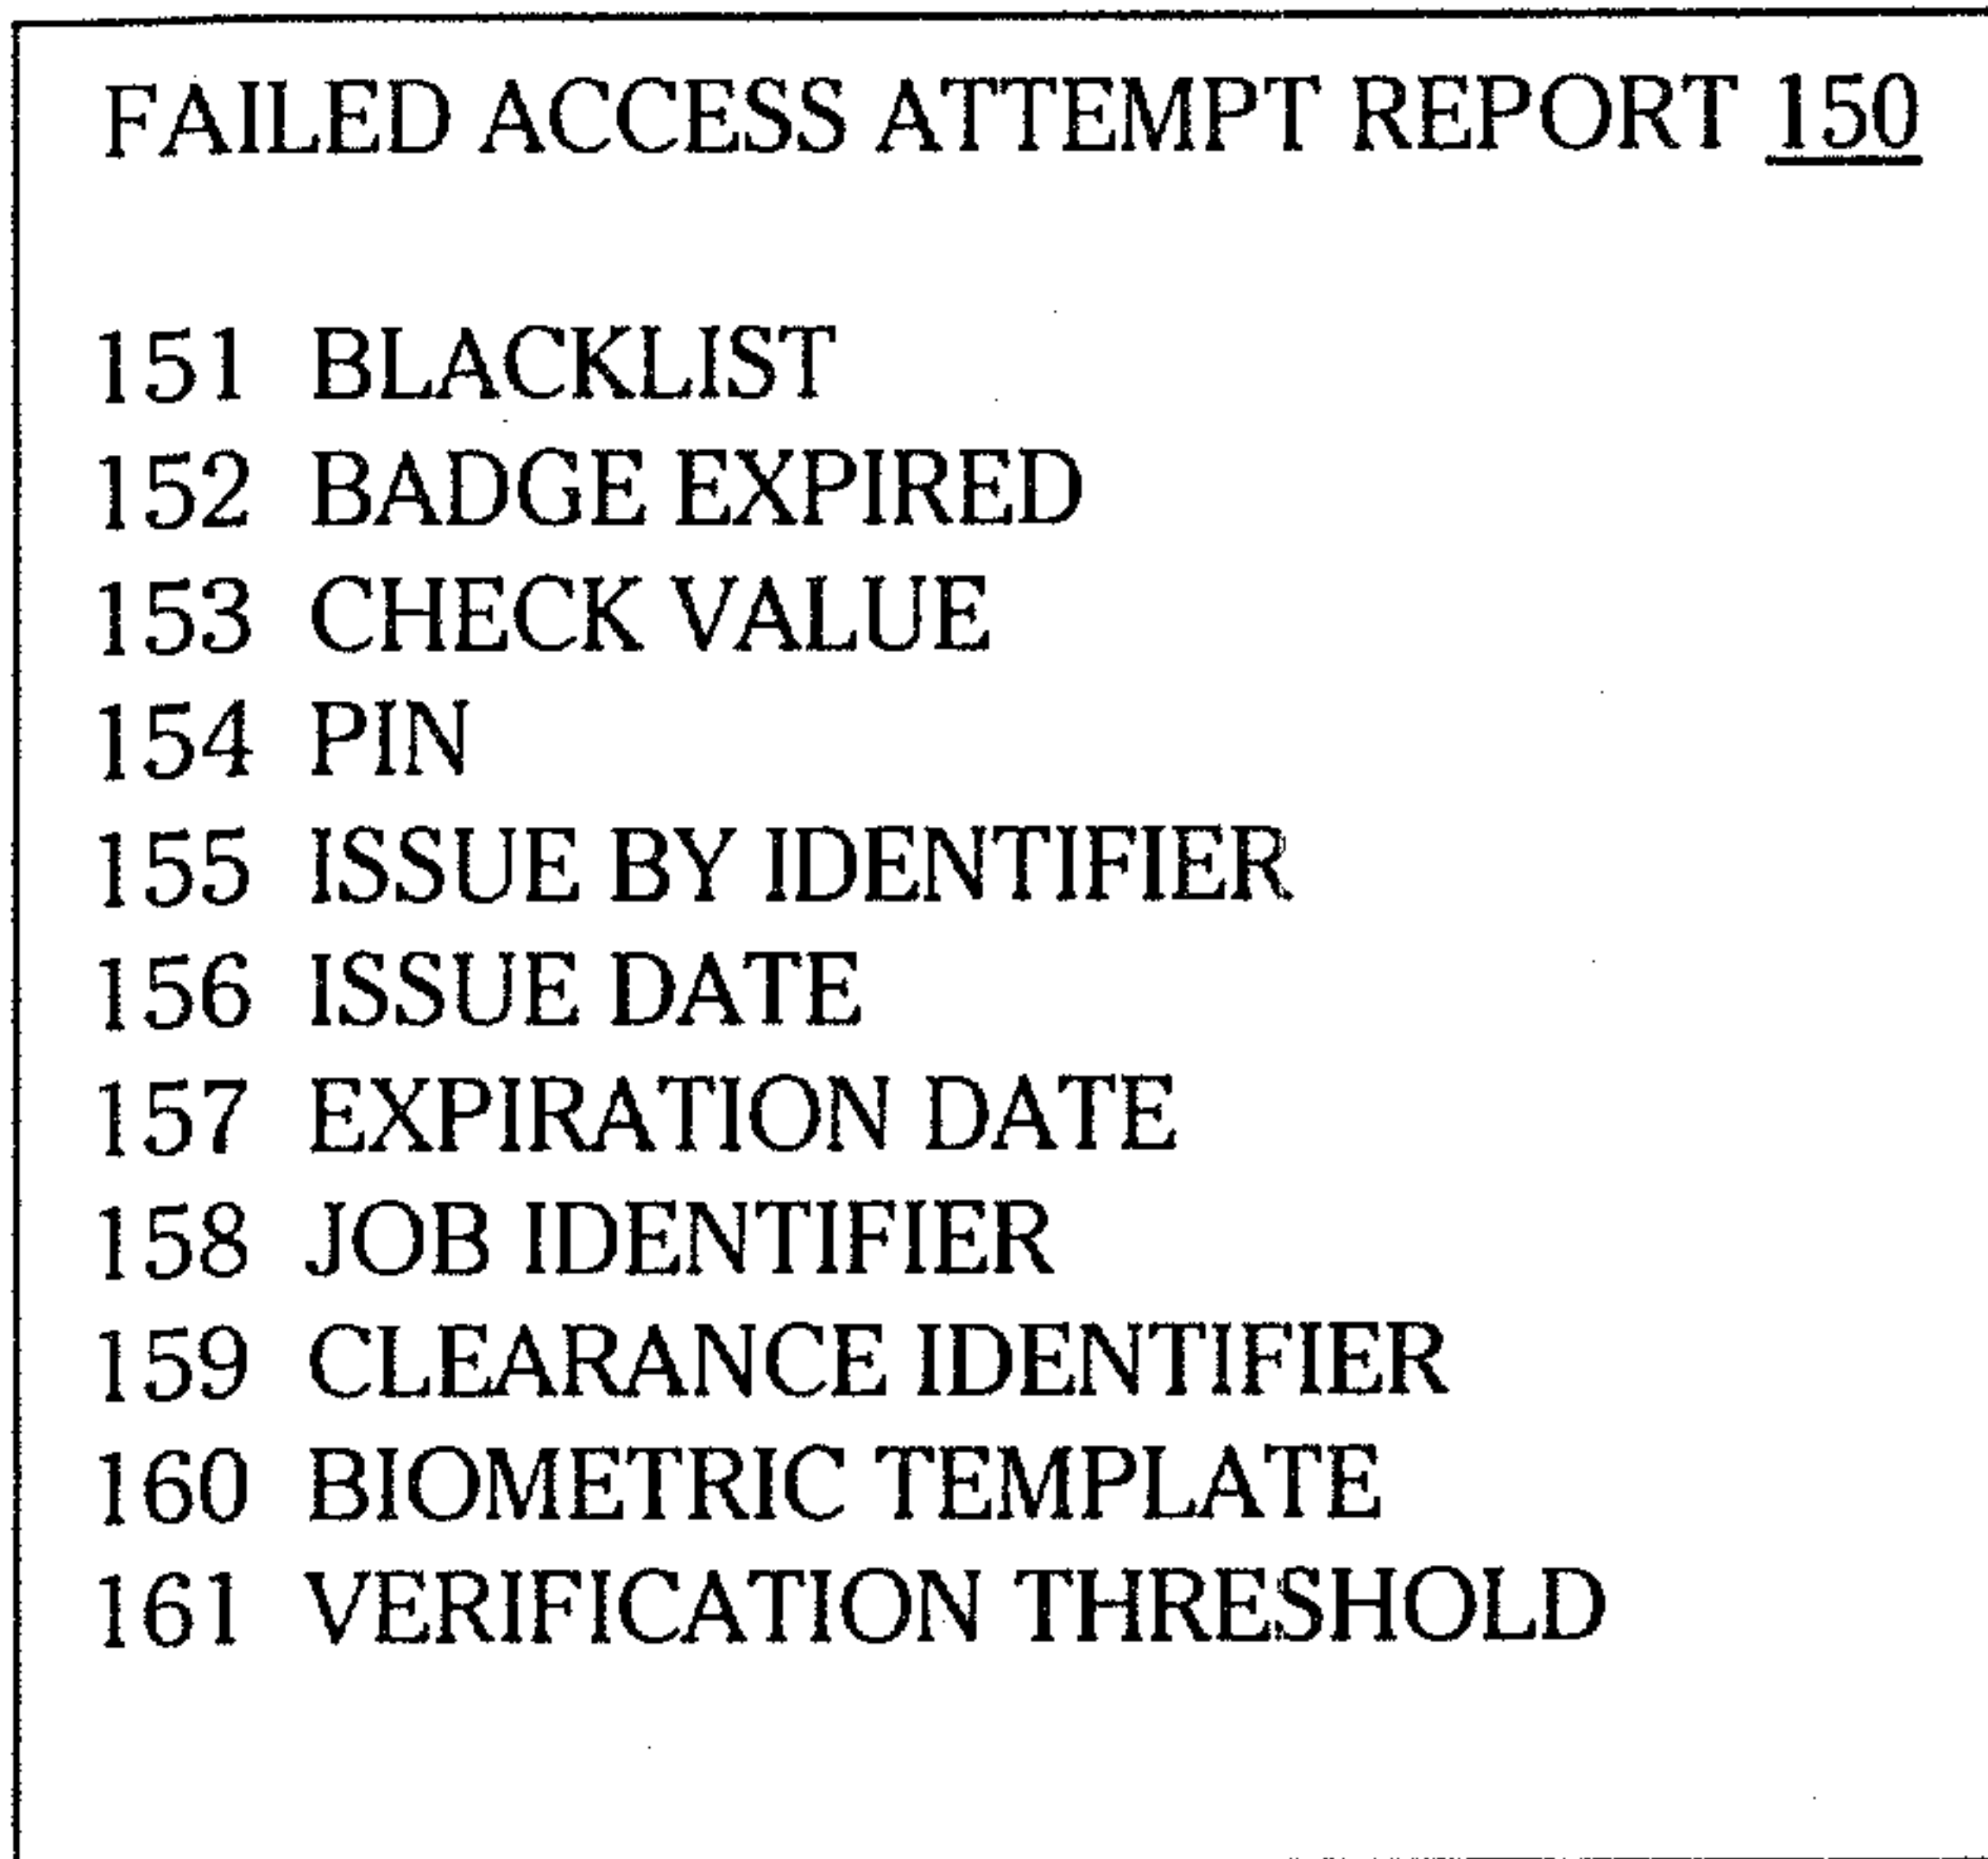 FAILED ACCESS ATTEMPT REPORT 150
151 BLACKLIST
152 BADGE EXPIRED
153 CHECK VALUE
154 PIN
155 ISSUE BY IDENTIFIER
156 ISSUE DATE
157 EXPIRATION DATE
158 JOB IDENTIFIER
159 CLEARANCE IDENTIFIER
160 BIOMETRIC TEMPLATE
161 VERIFICATION THRESHOLD